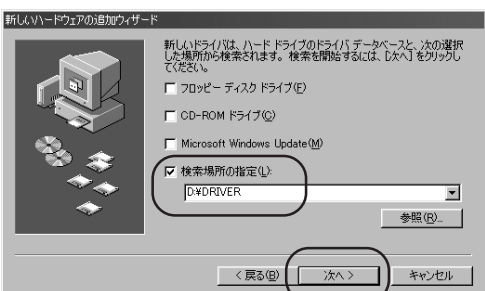 新しいハードウェアの追加ウィザード
新しいドライバは、ハード ドライブのドライバ データベースと、次の選択
した場所から検索されます。検索を開始するには、[次へ] をクリックし
てください。
フロッピー ディスク ドライブ(F)
CD-ROM ドライブ(C)
Microsoft Windows Update(M)
検索場所の指定(L):
D:¥DRIVER
参照(R)...
< 戻る(B)
次へ >
キャンセル